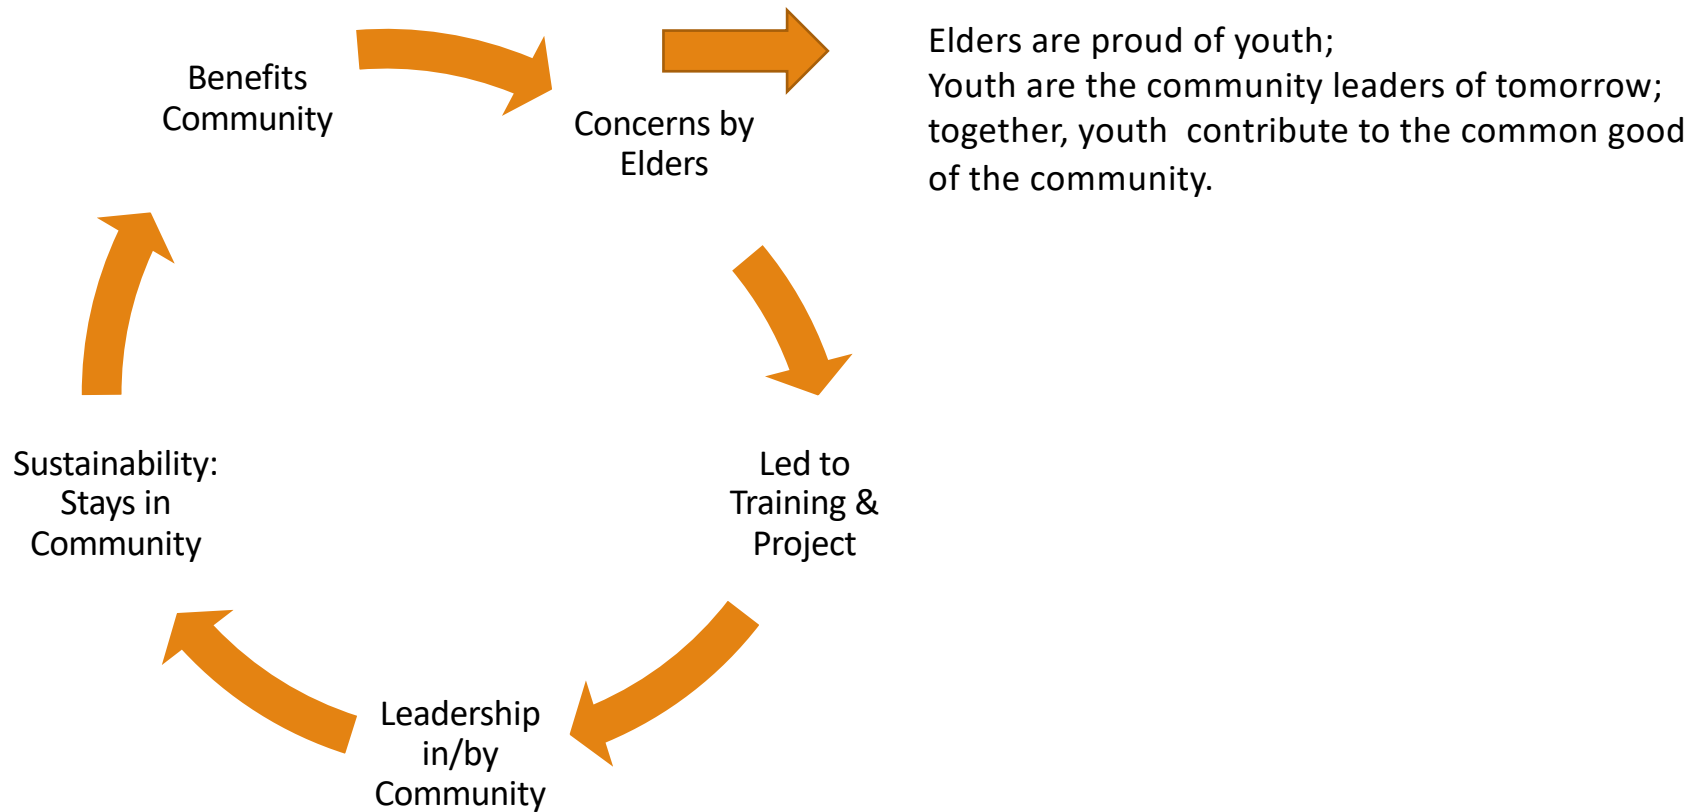 Benefits
Community
Concerns by
Elders
Elders are proud of youth;
Youth are the community leaders of tomorrow;
together, youth  contribute to the common good
of the community.
Led to
Training &
Project
Leadership
in/by
Community
Sustainability:
Stays in
Community